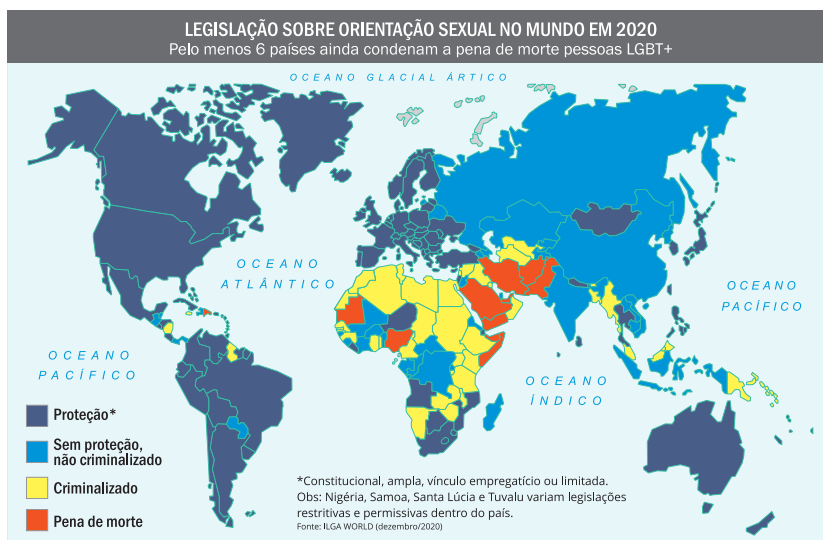 LEGISLAÇÃO SOBRE ORIENTAÇÃO SEXUAL NO MUNDO EM 2020
Pelo menos 6 países ainda condenam a pena de morte pessoas LGBT+
OCEANO GLACIAL ÁRTICO
OCEANO
ATLÂNTICO
OCEANO
PACÍFICO
OCEANO
PACÍFICO
OCEANO
ÍNDICO
Proteção*
Sem proteção,
não criminalizado
Criminalizado
Pena de morte
*Constitucional, ampla, vínculo empregatício ou limitada.
Obs: Nigéria, Samoa, Santa Lúcia e Tuvalu variam legislações
restritivas e permissivas dentro do país.
Fonte: ILGA WORLD (dezembro/2020)